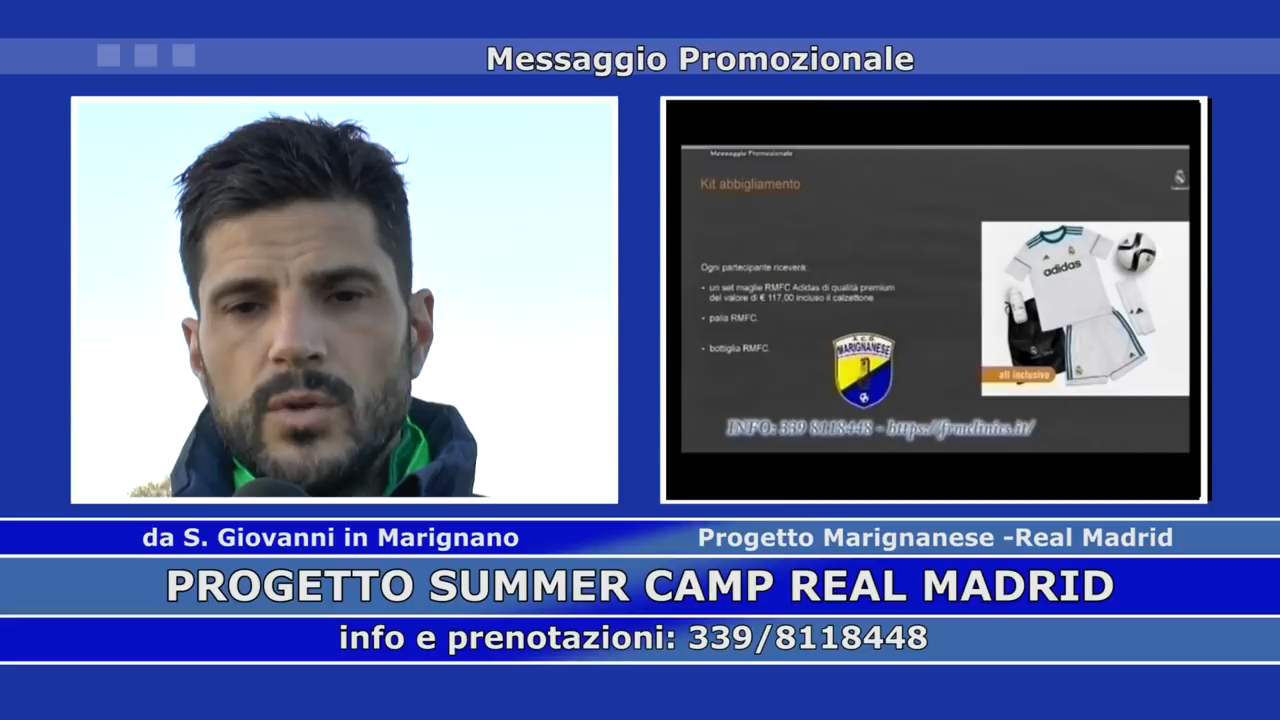 Messaggio Promozionale
Messaggio Promozionale
Kit abbigliamento
Ogni partecipante riceverà:
• un set maglie RMFC Adidas di qualità premium
del valore di € 117,00 incluso il calzettone
• palla RMFC.
• bottiglia RMFC.
adidas
all inclusive
A.C.D.
MARIGNANESE
INFO: 339 8118448 - https://frmclinics.it/
da S. Giovanni in Marignano
Progetto Marignanese -Real Madrid
PROGETTO SUMMER CAMP REAL MADRID
info e prenotazioni: 339/8118448